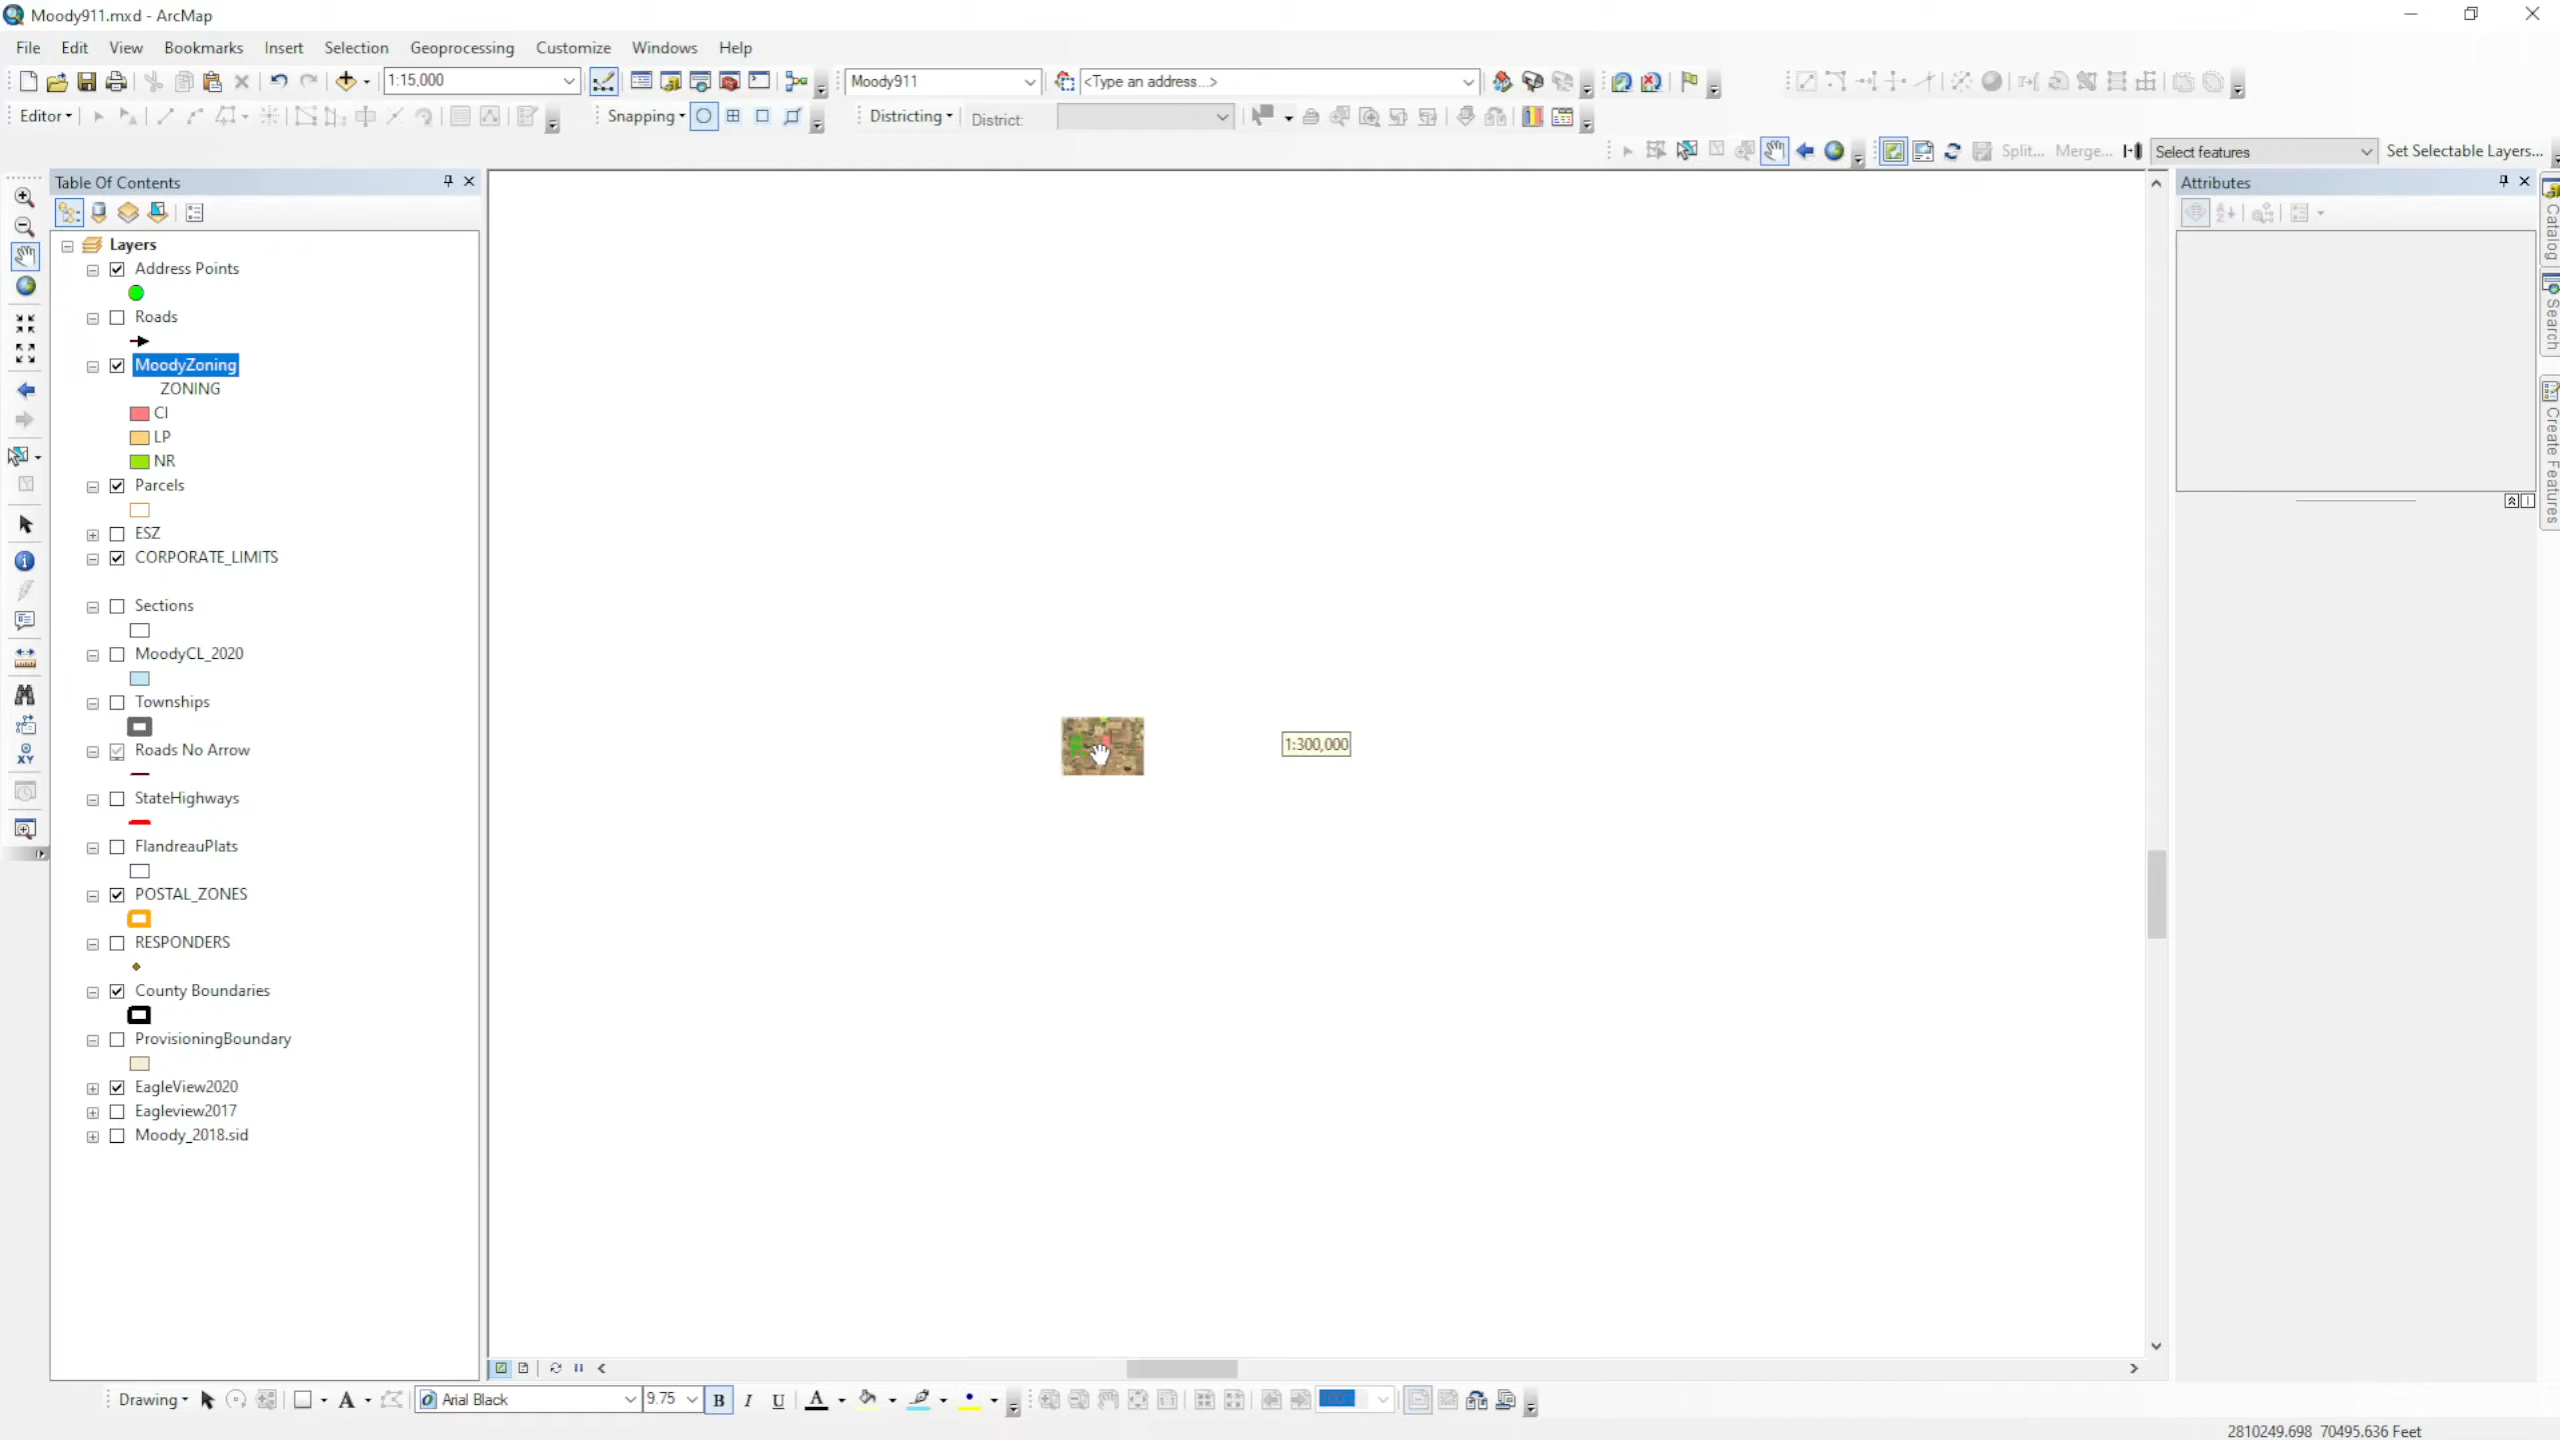 Moody911.mxd - ArcMap
File Edit View Bookmarks Insert Selection Geoprocessing Customize Windows Help
1:15,000 Moody911 <Type an address...>
Editor Snapping Districting District:
Split... Merge... Select features Set Selectable Layers...
Table Of Contents
Attributes
Catalog
Search
Create Features
Layers
Address Points
Roads
MoodyZoning
ZONING
CI
LP
NR
Parcels
ESZ
CORPORATE_LIMITS
Sections
MoodyCL_2020
Townships
Roads No Arrow
StateHighways
FlandreauPlats
POSTAL_ZONES
RESPONDERS
County Boundaries
ProvisioningBoundary
EagleView2020
Eagleview2017
Moody_2018.sid
1:300,000
Drawing A Arial Black 9.75 B I U A
2810249.698 70495.636 Feet